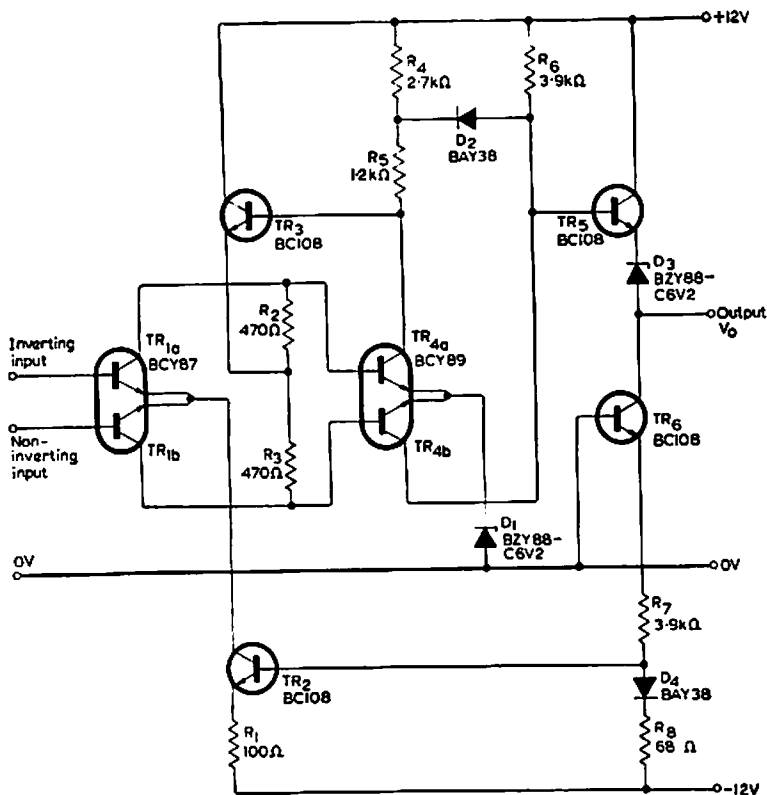 +12V
R4
2·7kΩ
R6
3·9kΩ
D2
BAY38
R5
1·2kΩ
TR3
BC108
TR5
BC108
D3
BZY88-
C6V2
R2
470Ω
Output
Vo
TR1a
BCY87
TR4a
BCY89
Inverting
input
TR6
BC108
Non-
inverting
input
TR1b
R3
470Ω
TR4b
D1
BZY88-
C6V2
0V
0V
R7
3·9kΩ
TR2
BC108
D4
BAY38
R1
100Ω
R8
68 Ω
-12V